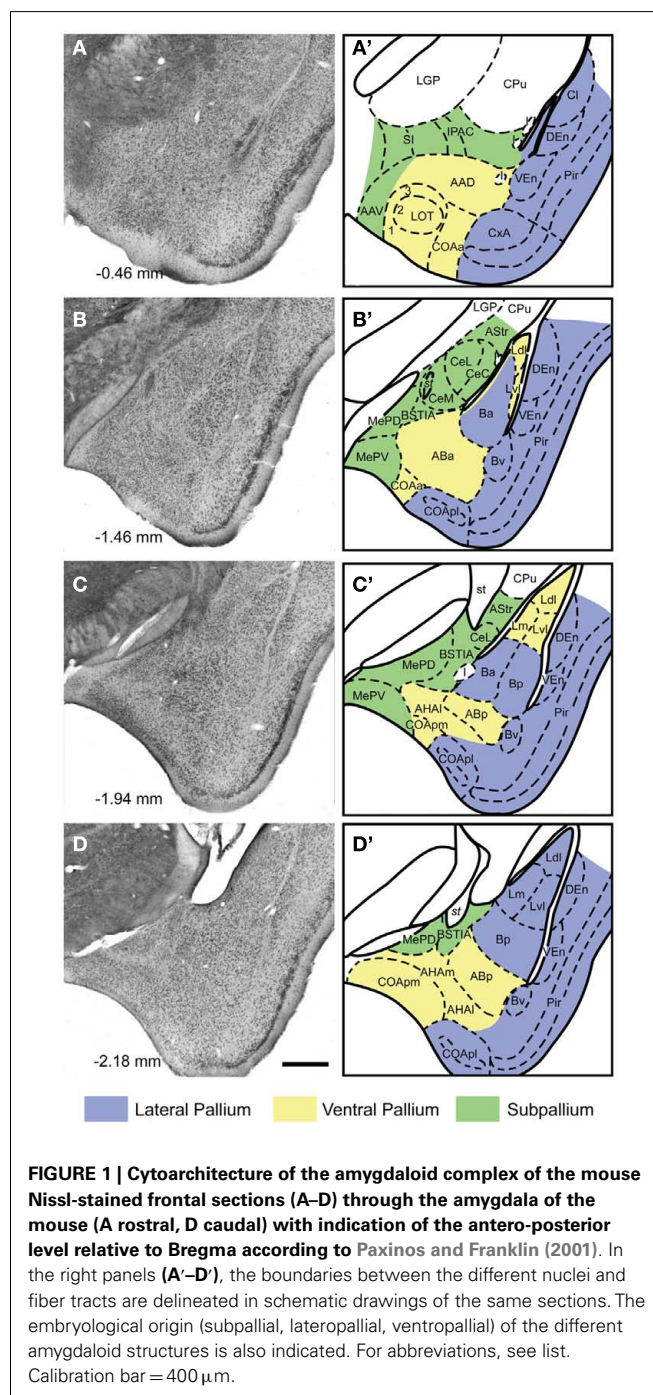 A
-0.46 mm
A'
LGP
CPu
Cl
SI
IPAC
DEn
I
AAD
I
VEn
Pir
AAV
3
2
LOT
1
CxA
COAa
B
-1.46 mm
B'
LGP
CPu
AStr
Ldl
CeL
CeC
DEn
st
Lvl
CeM
MePD
BSTIA
Ba
VEn
MePV
Pir
ABa
Bv
COAa
COApl
C
-1.94 mm
C'
st
CPu
AStr
Ldl
Lm
CeL
Lvl
DEn
BSTIA
MePD
I
Ba
Bp
VEn
MePV
AHAl
ABp
Pir
COApm
Bv
COApl
D
-2.18 mm
D'
Ldl
st
Lm
DEn
Lvl
BSTIA
MePD
Bp
VEn
AHAm
COApm
ABp
Bv
Pir
AHAl
COApl
Lateral Pallium Ventral Pallium Subpallium
FIGURE 1 | Cytoarchitecture of the amygdaloid complex of the mouse
Nissl-stained frontal sections (A–D) through the amygdala of the
mouse (A rostral, D caudal) with indication of the antero-posterior
level relative to Bregma according to Paxinos and Franklin (2001). In
the right panels (A′–D′), the boundaries between the different nuclei and
fiber tracts are delineated in schematic drawings of the same sections. The
embryological origin (subpallial, lateropallial, ventropallial) of the different
amygdaloid structures is also indicated. For abbreviations, see list.
Calibration bar = 400 μm.